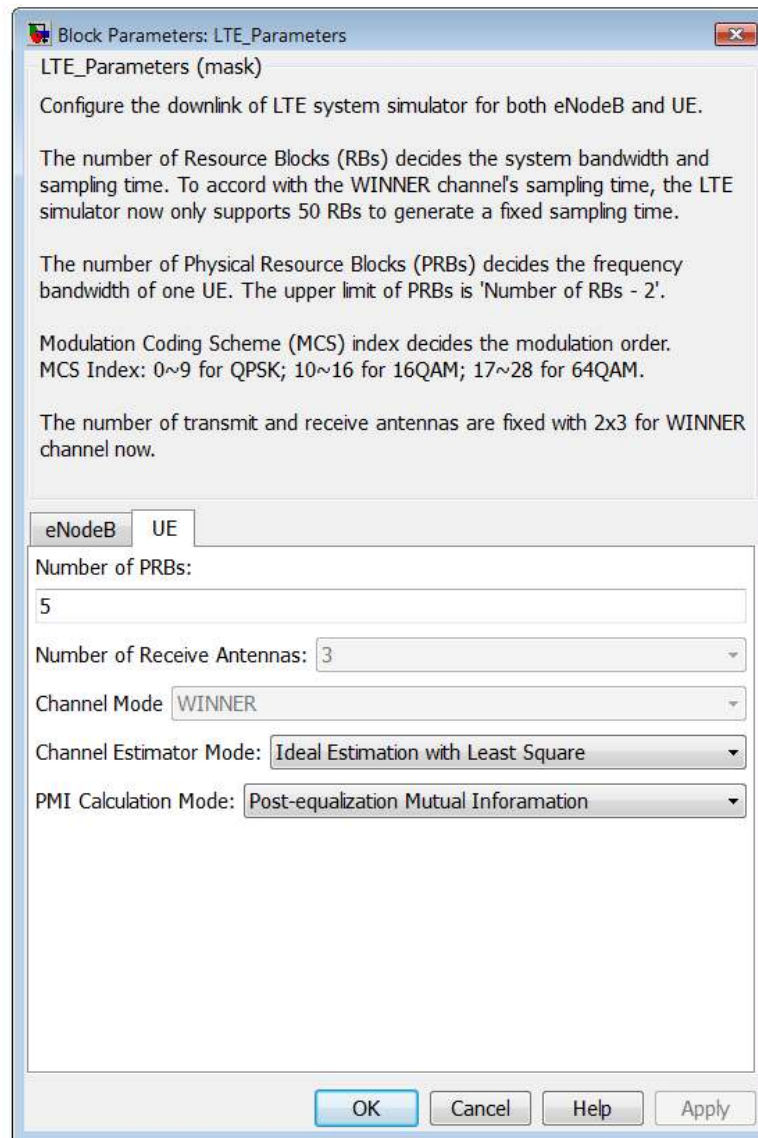 Block Parameters: LTE_Parameters
LTE_Parameters (mask)
Configure the downlink of LTE system simulator for both eNodeB and UE.
The number of Resource Blocks (RBs) decides the system bandwidth and
sampling time. To accord with the WINNER channel's sampling time, the LTE
simulator now only supports 50 RBs to generate a fixed sampling time.
The number of Physical Resource Blocks (PRBs) decides the frequency
bandwidth of one UE. The upper limit of PRBs is 'Number of RBs - 2'.
Modulation Coding Scheme (MCS) index decides the modulation order.
MCS Index: 0~9 for QPSK; 10~16 for 16QAM; 17~28 for 64QAM.
The number of transmit and receive antennas are fixed with 2x3 for WINNER
channel now.
eNodeB UE
Number of PRBs:
5
Number of Receive Antennas: 3
Channel Mode WINNER
Channel Estimator Mode: Ideal Estimation with Least Square
PMI Calculation Mode: Post-equalization Mutual Inforamation
OK Cancel Help Apply